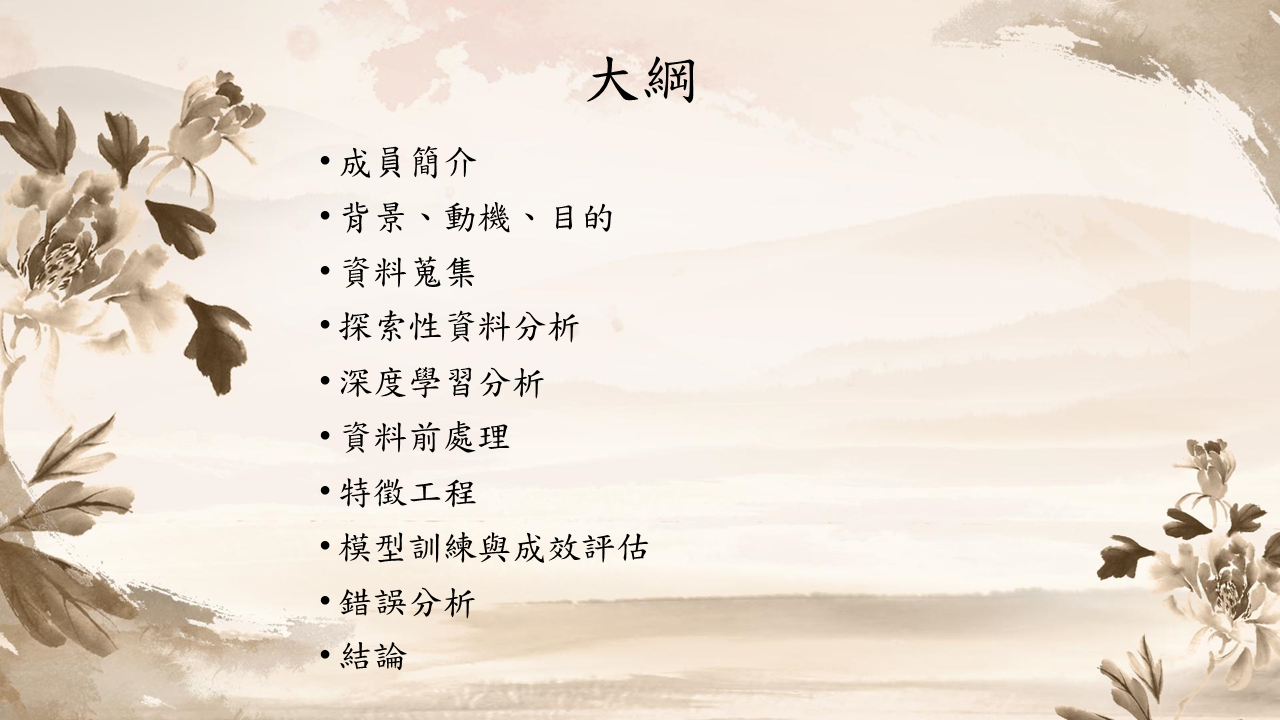 大綱
• 成員簡介
• 背景、動機、目的
• 資料蒐集
• 探索性資料分析
• 深度學習分析
• 資料前處理
• 特徵工程
• 模型訓練與成效評估
• 錯誤分析
• 結論